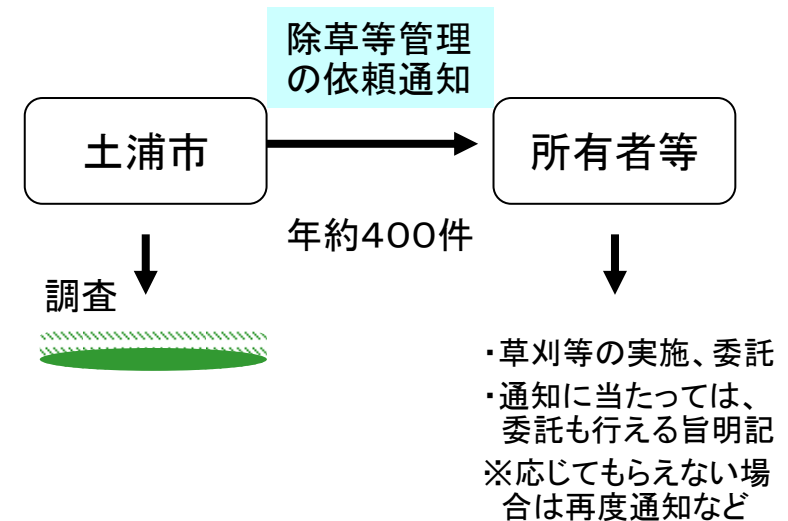 除草等管理
の依頼通知
土浦市
所有者等
年約400件
調査
・草刈等の実施、委託
・通知に当たっては、
委託も行える旨明記
※応じてもらえない場
合は再度通知など